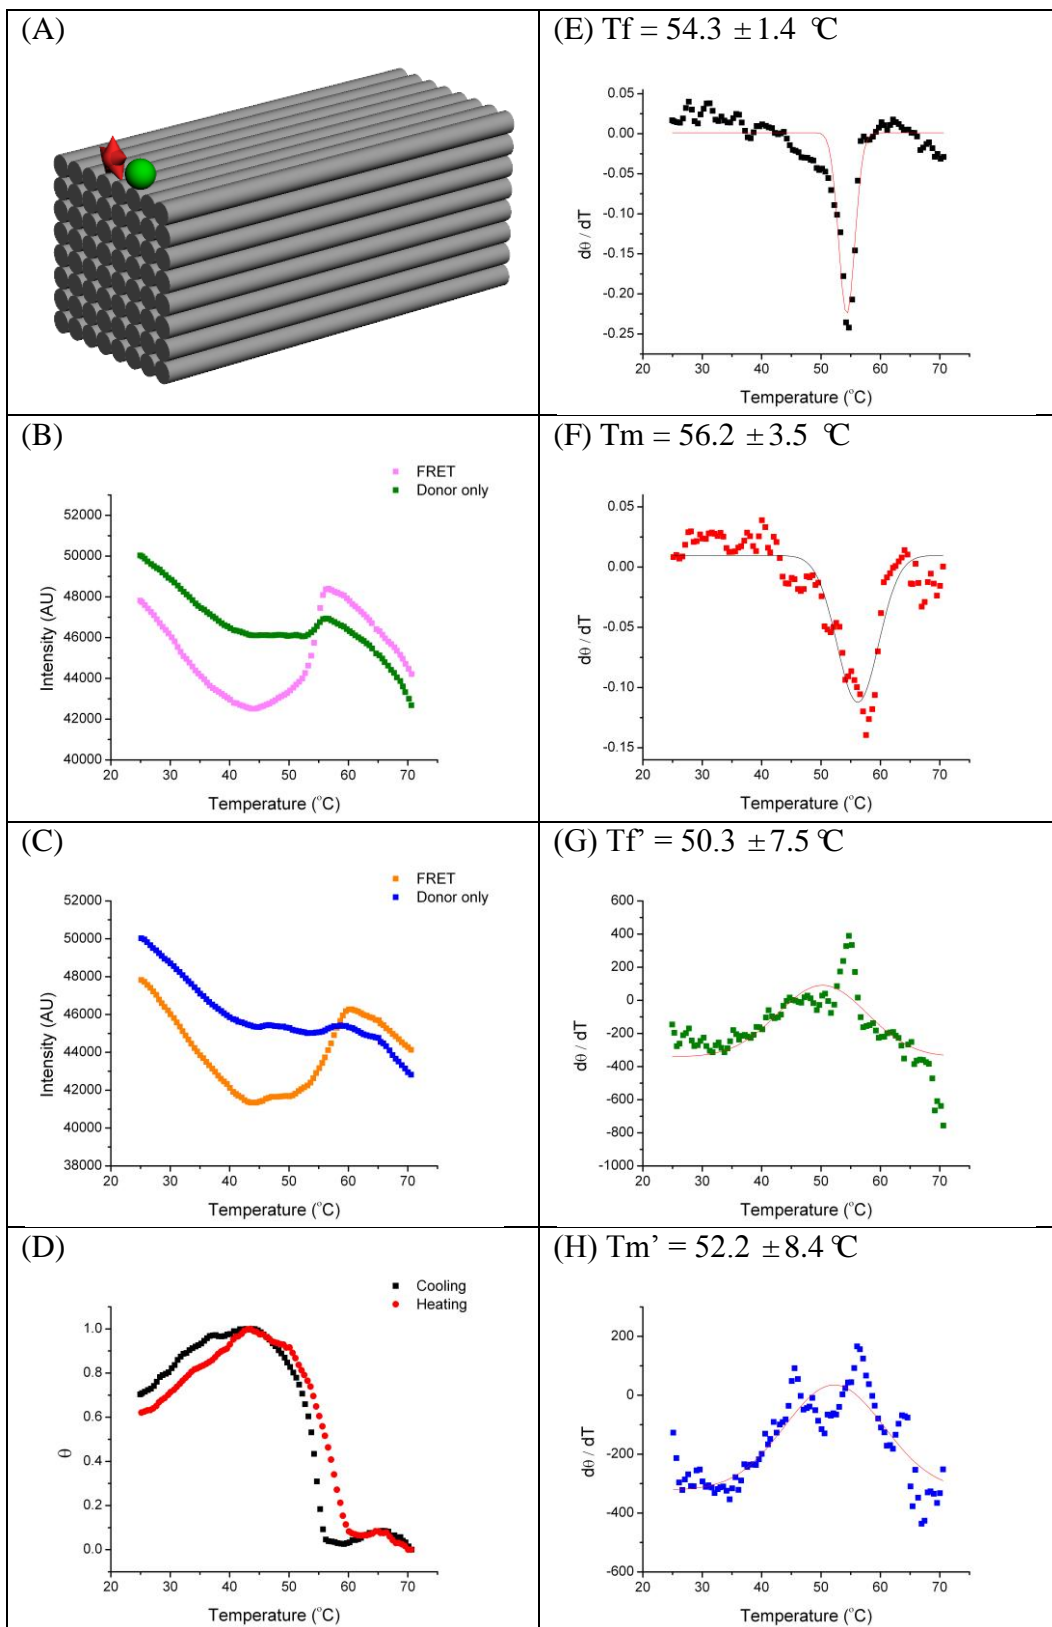 (A)
(E) Tf = 54.3 ±1.4 ℃
0.05
0.00
-0.05
-0.10
-0.15
-0.20
-0.25
dθ / dT
20 30 40 50 60 70
Temperature (°C)
(B)
FRET
Donor only
52000
50000
48000
46000
44000
42000
40000
Intensity (AU)
20 30 40 50 60 70
Temperature (°C)
(F) Tm = 56.2 ±3.5 ℃
0.05
0.00
-0.05
-0.10
-0.15
dθ / dT
20 30 40 50 60 70
Temperature (°C)
(C)
FRET
Donor only
52000
50000
48000
46000
44000
42000
40000
38000
Intensity (AU)
20 30 40 50 60 70
Temperature (°C)
(G) Tf’ = 50.3 ±7.5 ℃
600
400
200
0
-200
-400
-600
-800
-1000
dθ / dT
20 30 40 50 60 70
Temperature (°C)
(D)
Cooling
Heating
1.0
0.8
0.6
0.4
0.2
0.0
θ
20 30 40 50 60 70
Temperature (°C)
(H) Tm’ = 52.2 ±8.4 ℃
200
0
-200
-400
-600
dθ / dT
20 30 40 50 60 70
Temperature (°C)